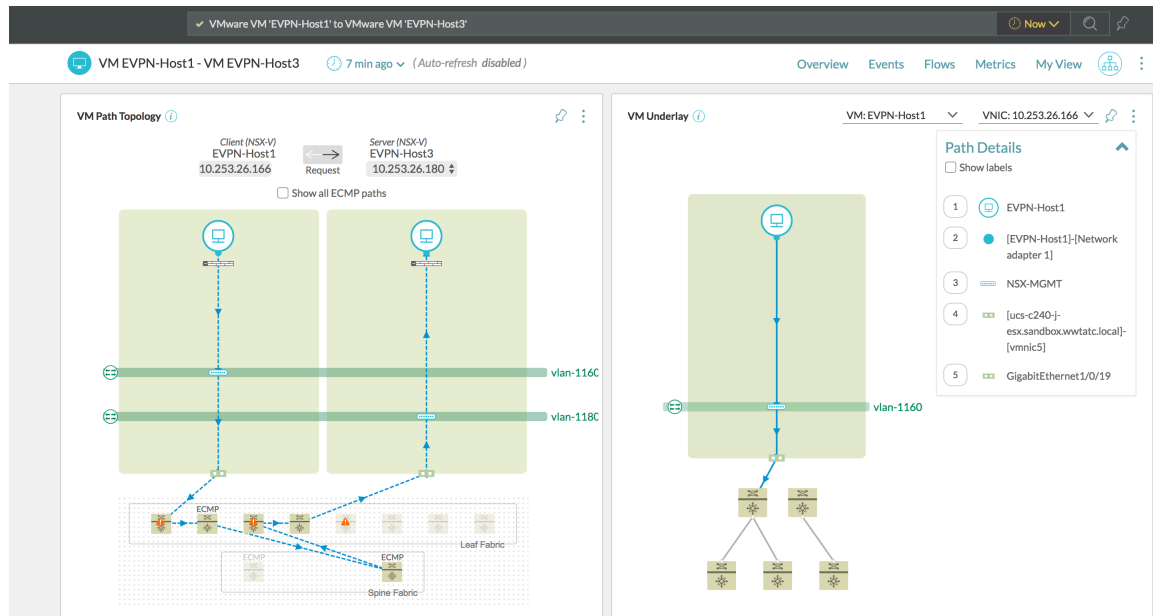 VMware VM 'EVPN-Host1' to VMware VM 'EVPN-Host3'
Now
VM EVPN-Host1 - VM EVPN-Host3
7 min ago
(Auto-refresh disabled)
Overview
Events
Flows
Metrics
My View
VM Path Topology
Client (NSX-V)
EVPN-Host1
10.253.26.166
Request
Server (NSX-V)
EVPN-Host3
10.253.26.180
Show all ECMP paths
vlan-1160
vlan-1180
ECMP
Leaf Fabric
ECMP
ECMP
Spine Fabric
VM Underlay
VM: EVPN-Host1
VNIC: 10.253.26.166
Path Details
Show labels
1
EVPN-Host1
2
[EVPN-Host1]-[Network
adapter 1]
3
NSX-MGMT
4
[ucs-c240-j-
esx.sandbox.wwtatc.local]-
[vmnic5]
5
GigabitEthernet1/0/19
vlan-1160